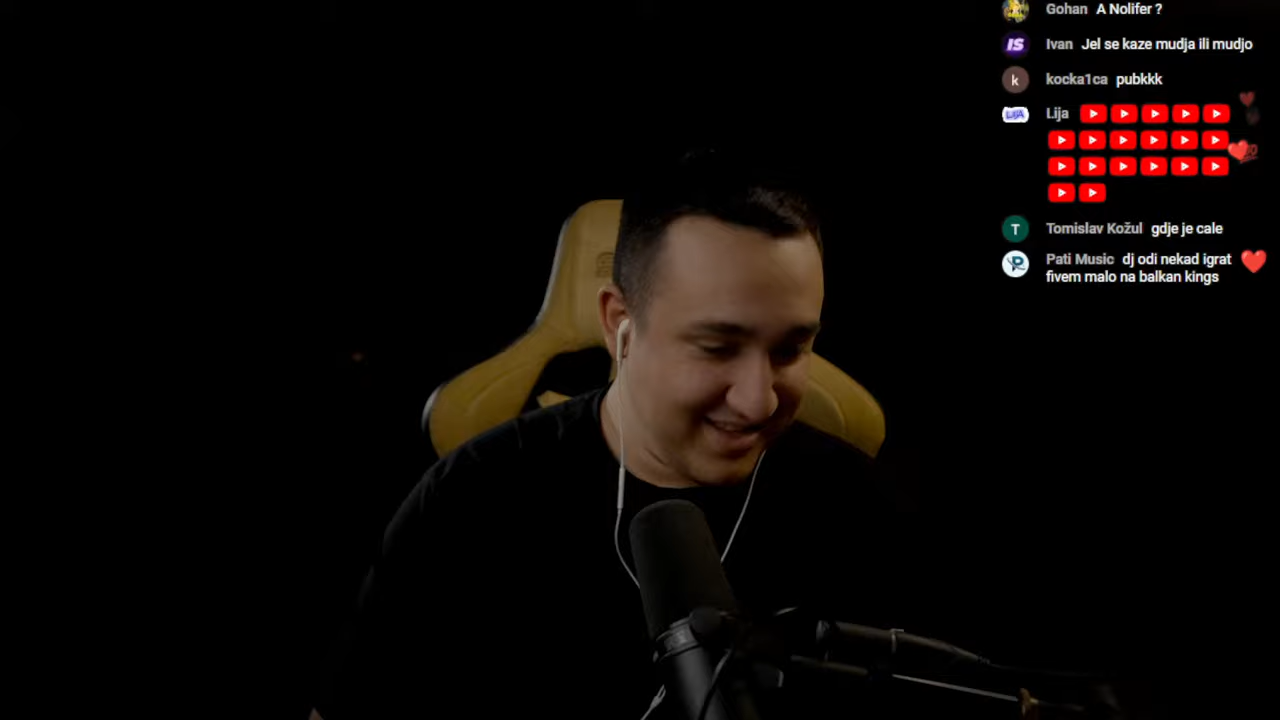 Gohan A Nolifer ?
IS Ivan Jel se kaze mudja ili mudjo
k kocka1ca pubkkk
LIJA Lija
T Tomislav Kožul gdje je cale
Pati Music dj odi nekad igrat
fivem malo na balkan kings